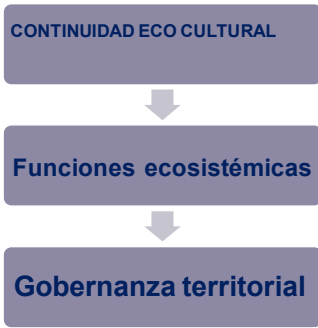 CONTINUIDAD ECO CULTURAL
Funciones ecosistémicas
Gobernanza territorial